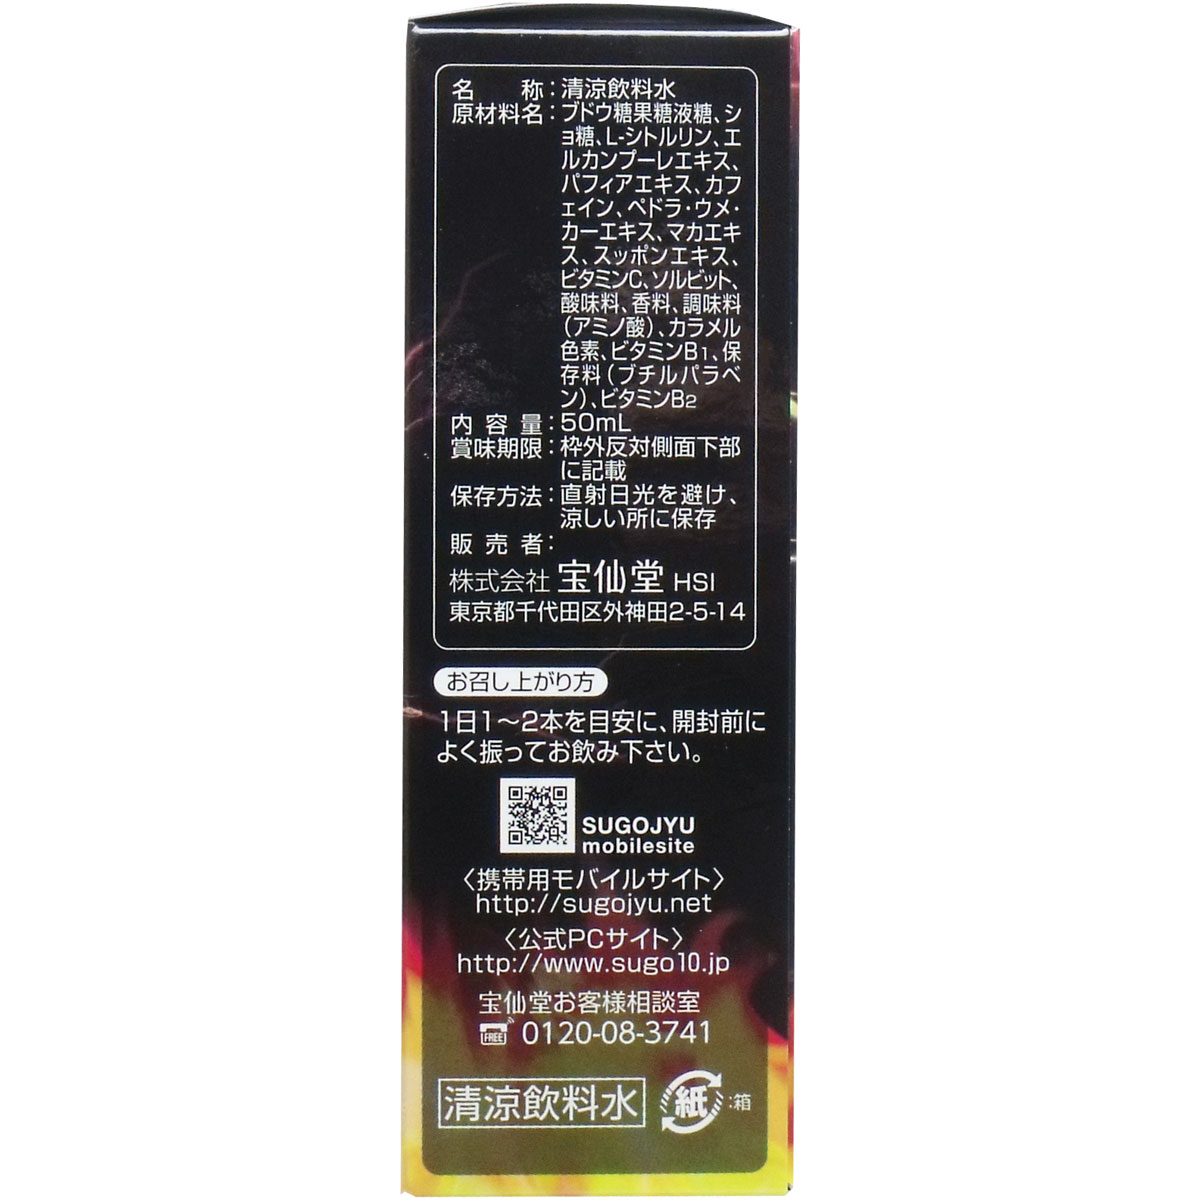 名　称：清涼飲料水
原材料名：ブドウ糖果糖液糖、シ
ョ糖、L-シトルリン、エ
ルカンプーレエキス、
パフィアエキス、カフ
ェイン、ペドラ・ウメ・
カーエキス、マカエキ
ス、スッポンエキス、
ビタミンC、ソルビット、
酸味料、香料、調味料
（アミノ酸）、カラメル
色素、ビタミンB1、保
存料（ブチルパラベ
ン）、ビタミンB2
内容量：50mL
賞味期限：枠外反対側面下部
に記載
保存方法：直射日光を避け、
涼しい所に保存
販売者：
株式会社 宝仙堂 HSI
東京都千代田区外神田2-5-14
お召し上がり方
1日1〜2本を目安に、開封前に
よく振ってお飲み下さい。
SUGOJYU
mobilesite
〈携帯用モバイルサイト〉
http://sugojyu.net
〈公式PCサイト〉
http://www.sugo10.jp
宝仙堂お客様相談室
FREE 0120-08-3741
清涼飲料水 紙:箱